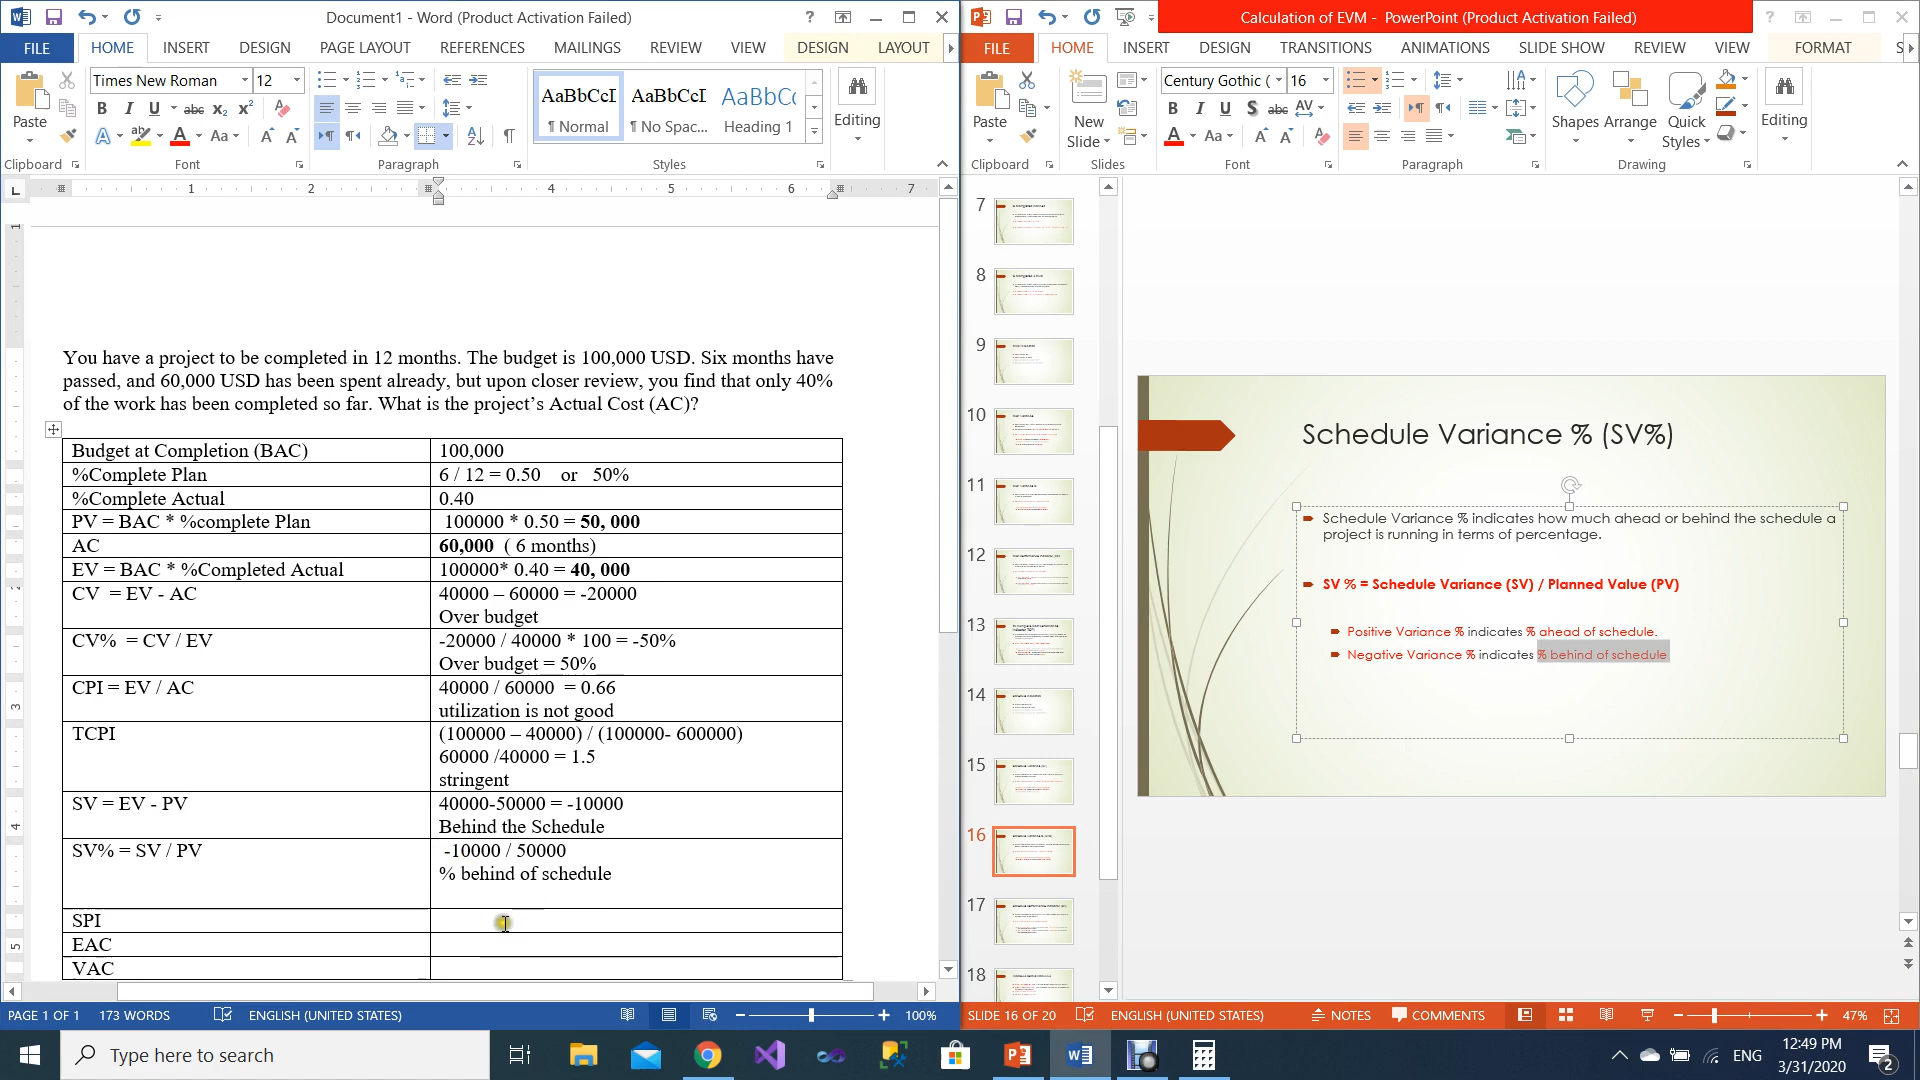 Document1 - Word (Product Activation Failed)
FILE HOME INSERT DESIGN PAGE LAYOUT REFERENCES MAILINGS REVIEW VIEW DESIGN LAYOUT
Times New Roman 12
Paste
AaBbCcI AaBbCcI AaBbCc
¶ Normal ¶ No Spac... Heading 1
Editing
Clipboard Font Paragraph Styles
1 2 4 5 6 7
You have a project to be completed in 12 months. The budget is 100,000 USD. Six months have
passed, and 60,000 USD has been spent already, but upon closer review, you find that only 40%
of the work has been completed so far. What is the project’s Actual Cost (AC)?
Budget at Completion (BAC) 100,000
%Complete Plan 6 / 12 = 0.50 or 50%
%Complete Actual 0.40
PV = BAC * %complete Plan 100000 * 0.50 = 50, 000
AC 60,000 ( 6 months)
EV = BAC * %Completed Actual 100000* 0.40 = 40, 000
CV = EV - AC 40000 – 60000 = -20000
Over budget
CV% = CV / EV -20000 / 40000 * 100 = -50%
Over budget = 50%
CPI = EV / AC 40000 / 60000 = 0.66
utilization is not good
TCPI (100000 – 40000) / (100000- 600000)
60000 /40000 = 1.5
stringent
SV = EV - PV 40000-50000 = -10000
Behind the Schedule
SV% = SV / PV -10000 / 50000
% behind of schedule
SPI
EAC
VAC
PAGE 1 OF 1 173 WORDS ENGLISH (UNITED STATES) 100%
Calculation of EVM - PowerPoint (Product Activation Failed)
FILE HOME INSERT DESIGN TRANSITIONS ANIMATIONS SLIDE SHOW REVIEW VIEW FORMAT S
Century Gothic ( 16
Paste
New
Slide
Shapes Arrange Quick
Styles
Editing
Clipboard Slides Font Paragraph Drawing
7
8
9
10
11
12
13
14
15
16
17
18
Schedule Variance % (SV%)
Schedule Variance % indicates how much ahead or behind the schedule a
project is running in terms of percentage.
SV % = Schedule Variance (SV) / Planned Value (PV)
Positive Variance % indicates % ahead of schedule.
Negative Variance % indicates % behind of schedule
SLIDE 16 OF 20 ENGLISH (UNITED STATES) NOTES COMMENTS 47%
Type here to search
ENG
12:49 PM
3/31/2020
2